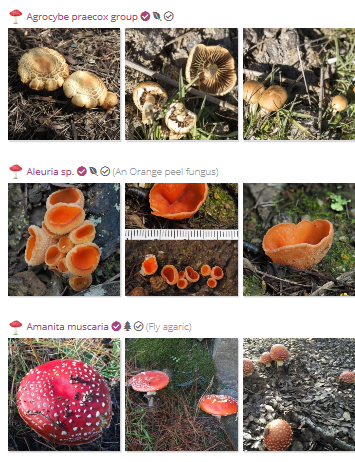 Agrocybe praecox group
Aleuria sp. (An Orange peel fungus)
Amanita muscaria (Fly agaric)